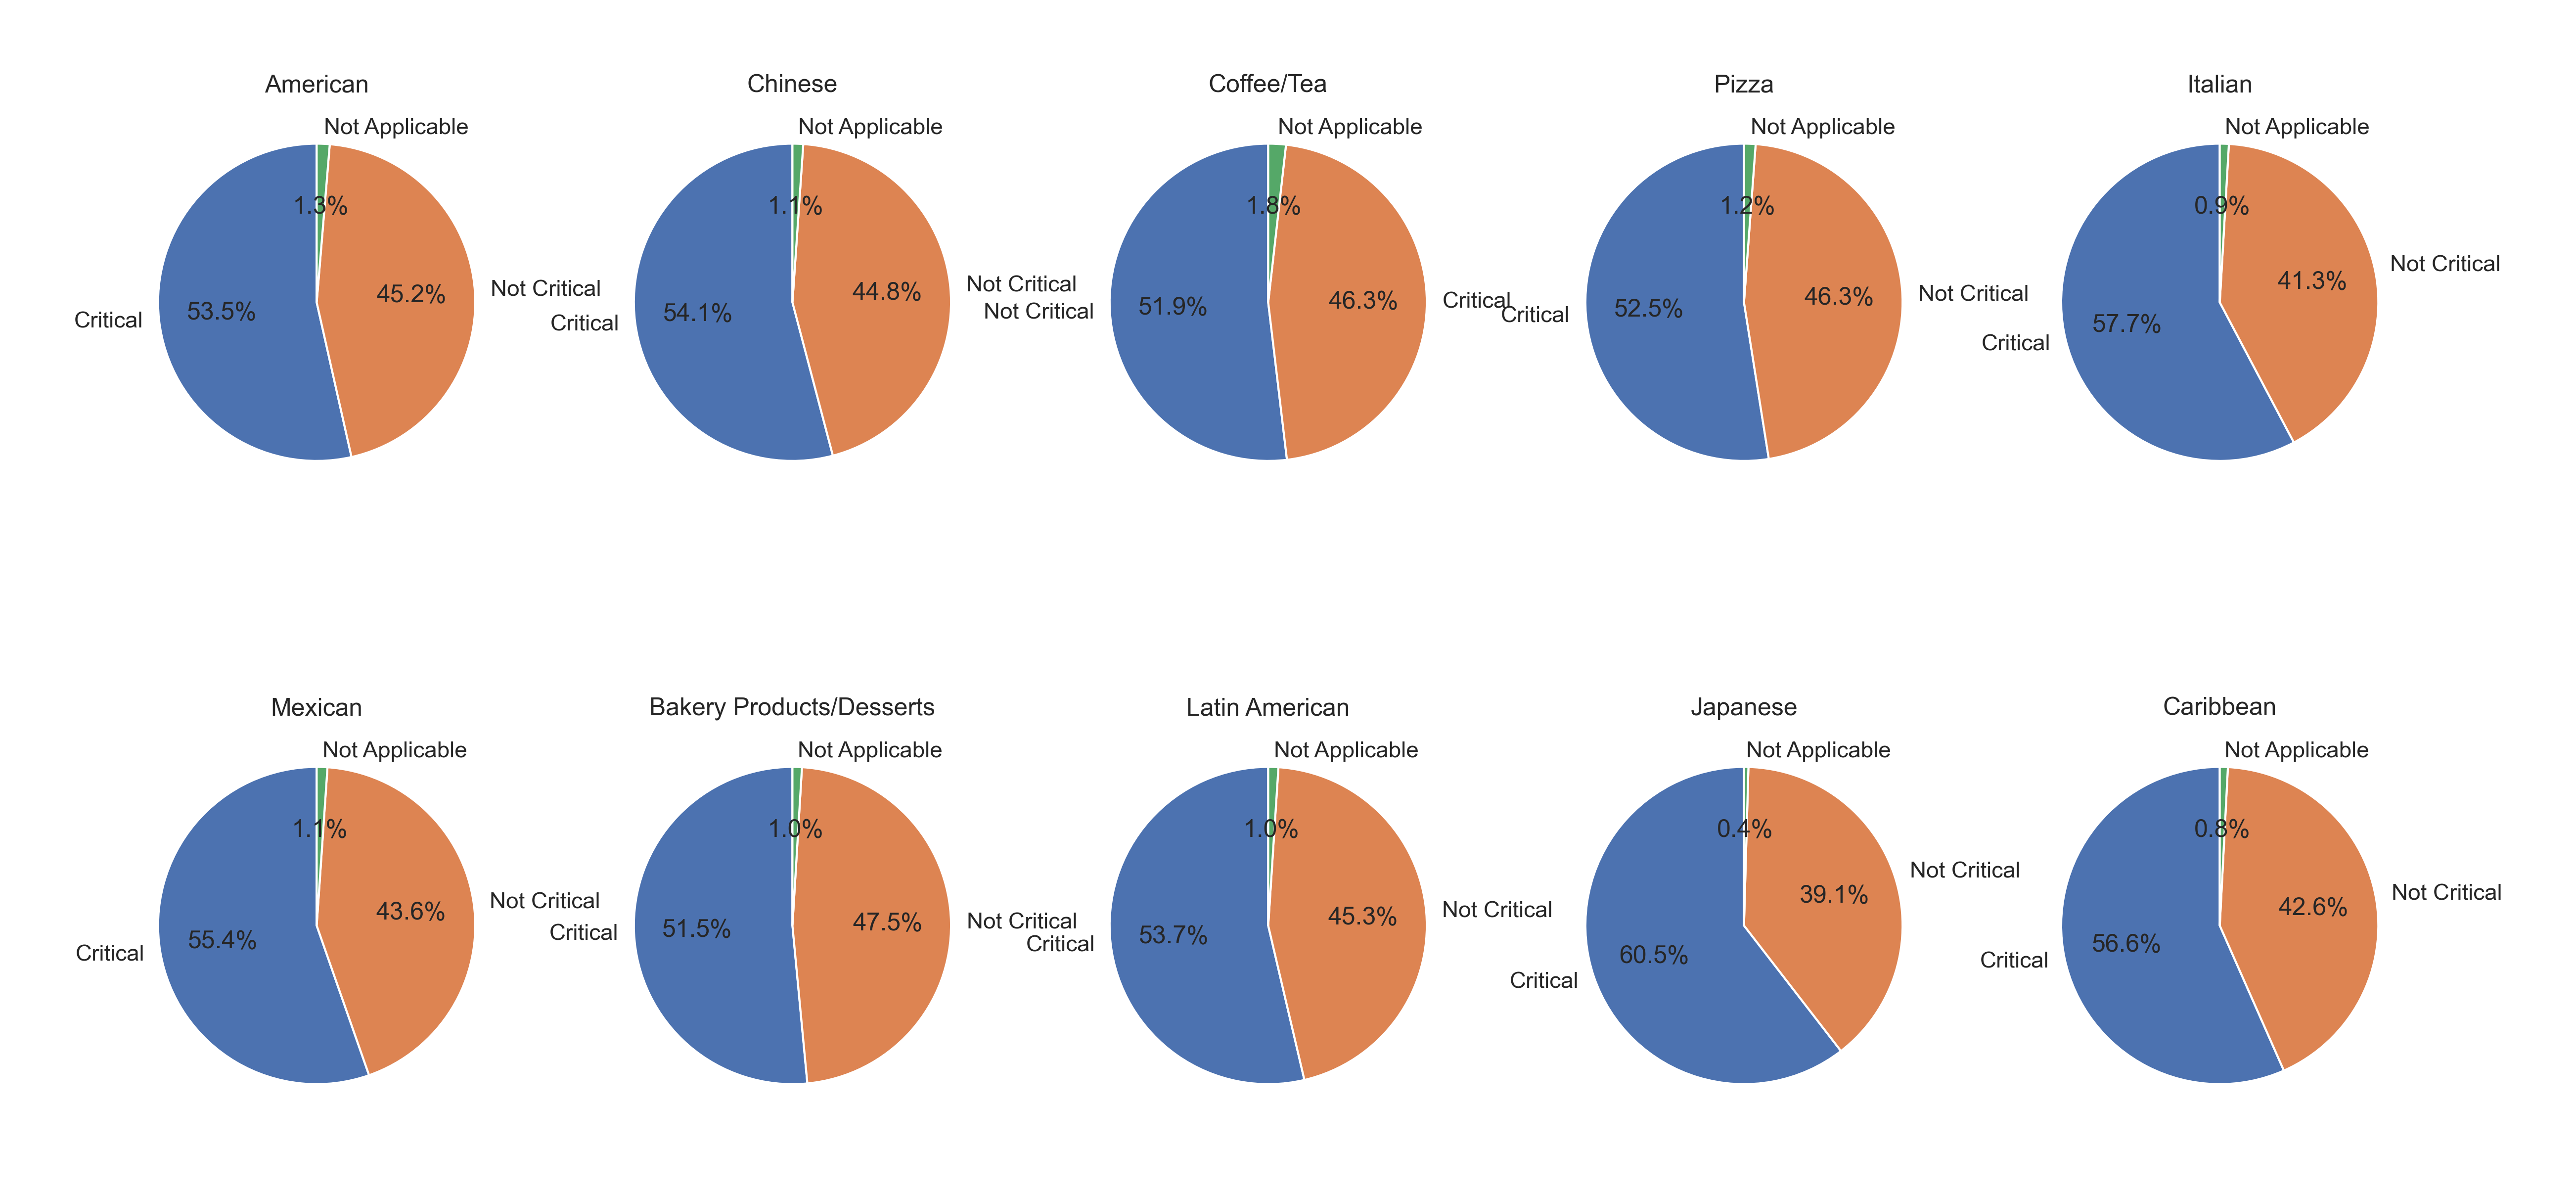 American
Not Applicable
1.3%
Not Critical
45.2%
53.5%
Critical
Chinese
Not Applicable
1.1%
Not Critical
44.8%
54.1%
Critical
Coffee/Tea
Not Applicable
1.8%
Critical
46.3%
51.9%
Not Critical
Pizza
Not Applicable
1.2%
Not Critical
46.3%
52.5%
Critical
Italian
Not Applicable
0.9%
Not Critical
41.3%
57.7%
Critical
Mexican
Not Applicable
1.1%
Not Critical
43.6%
55.4%
Critical
Bakery Products/Desserts
Not Applicable
1.0%
Not Critical
47.5%
51.5%
Critical
Latin American
Not Applicable
1.0%
Not Critical
45.3%
53.7%
Critical
Japanese
Not Applicable
0.4%
Not Critical
39.1%
60.5%
Critical
Caribbean
Not Applicable
0.8%
Not Critical
42.6%
56.6%
Critical